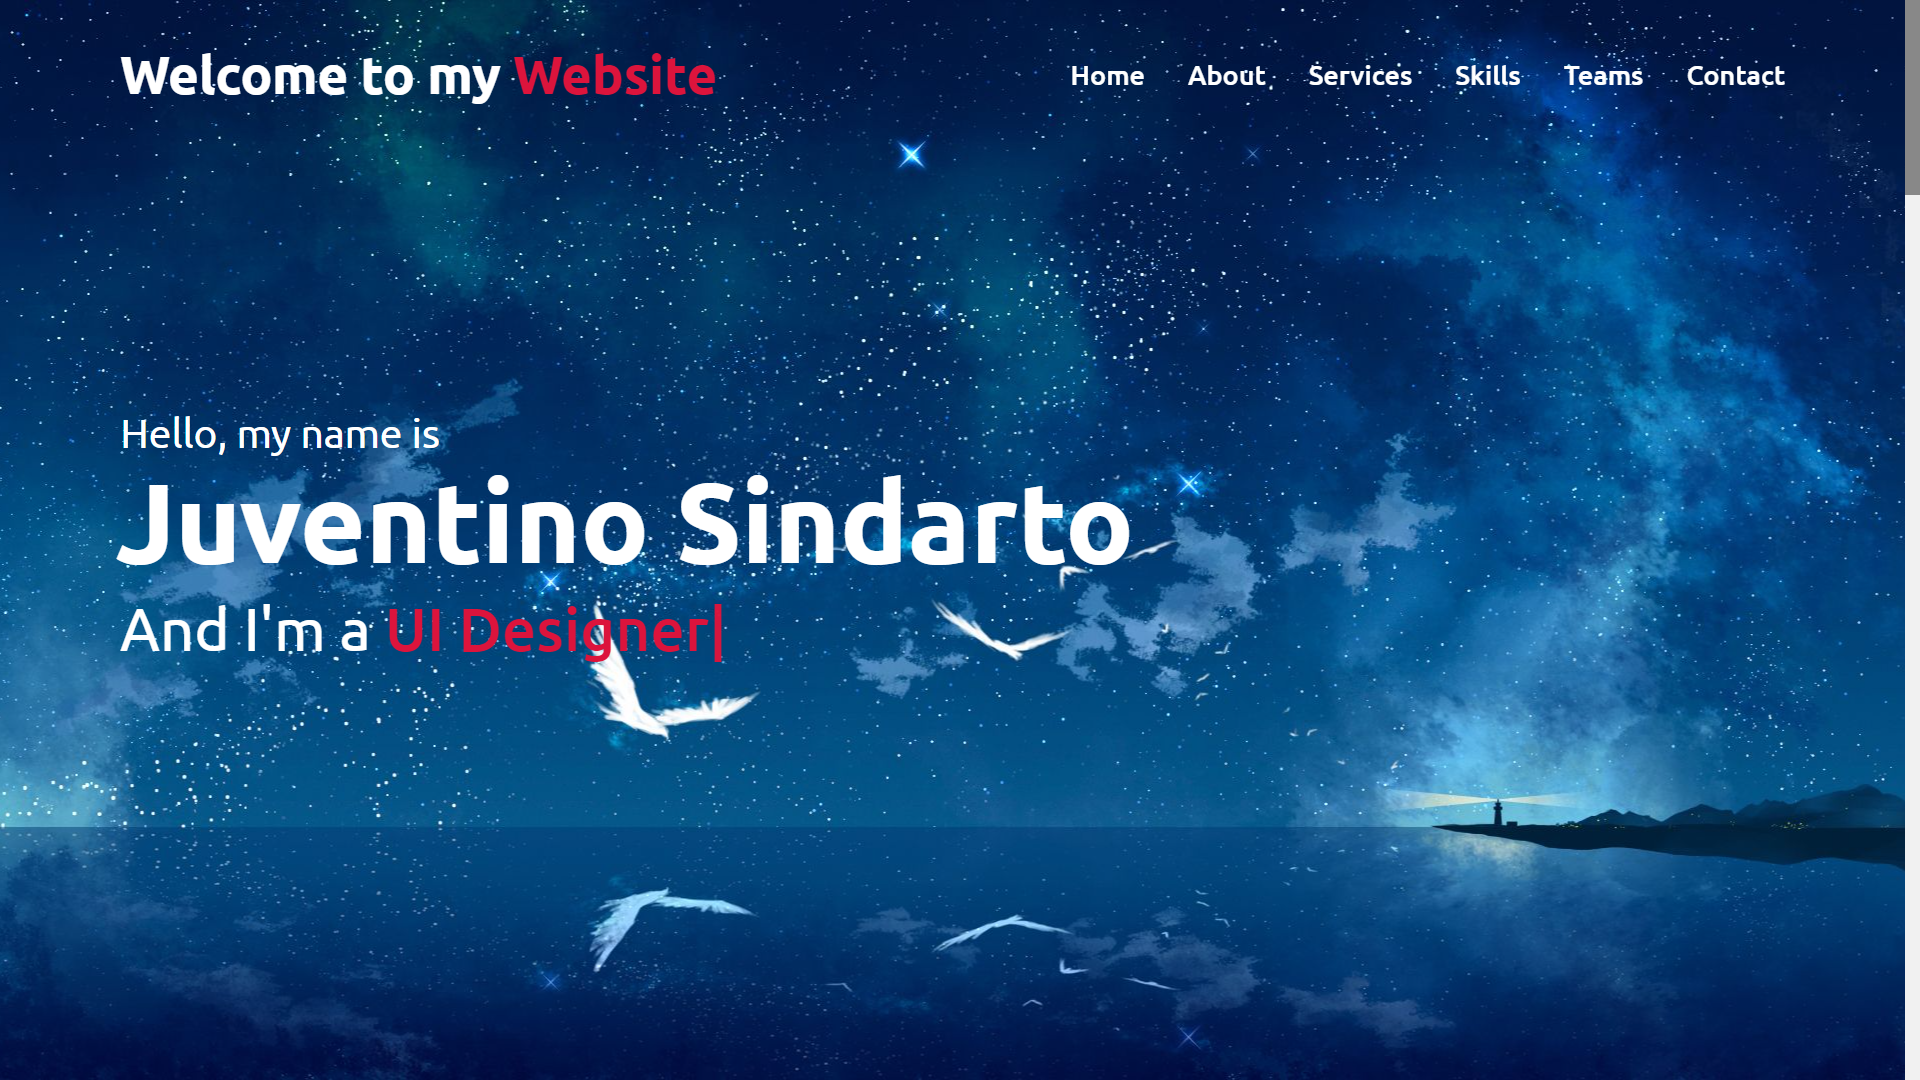 Welcome to my Website
Home About Services Skills Teams Contact
Hello, my name is
Juventino Sindarto
And I'm a UI Designer|